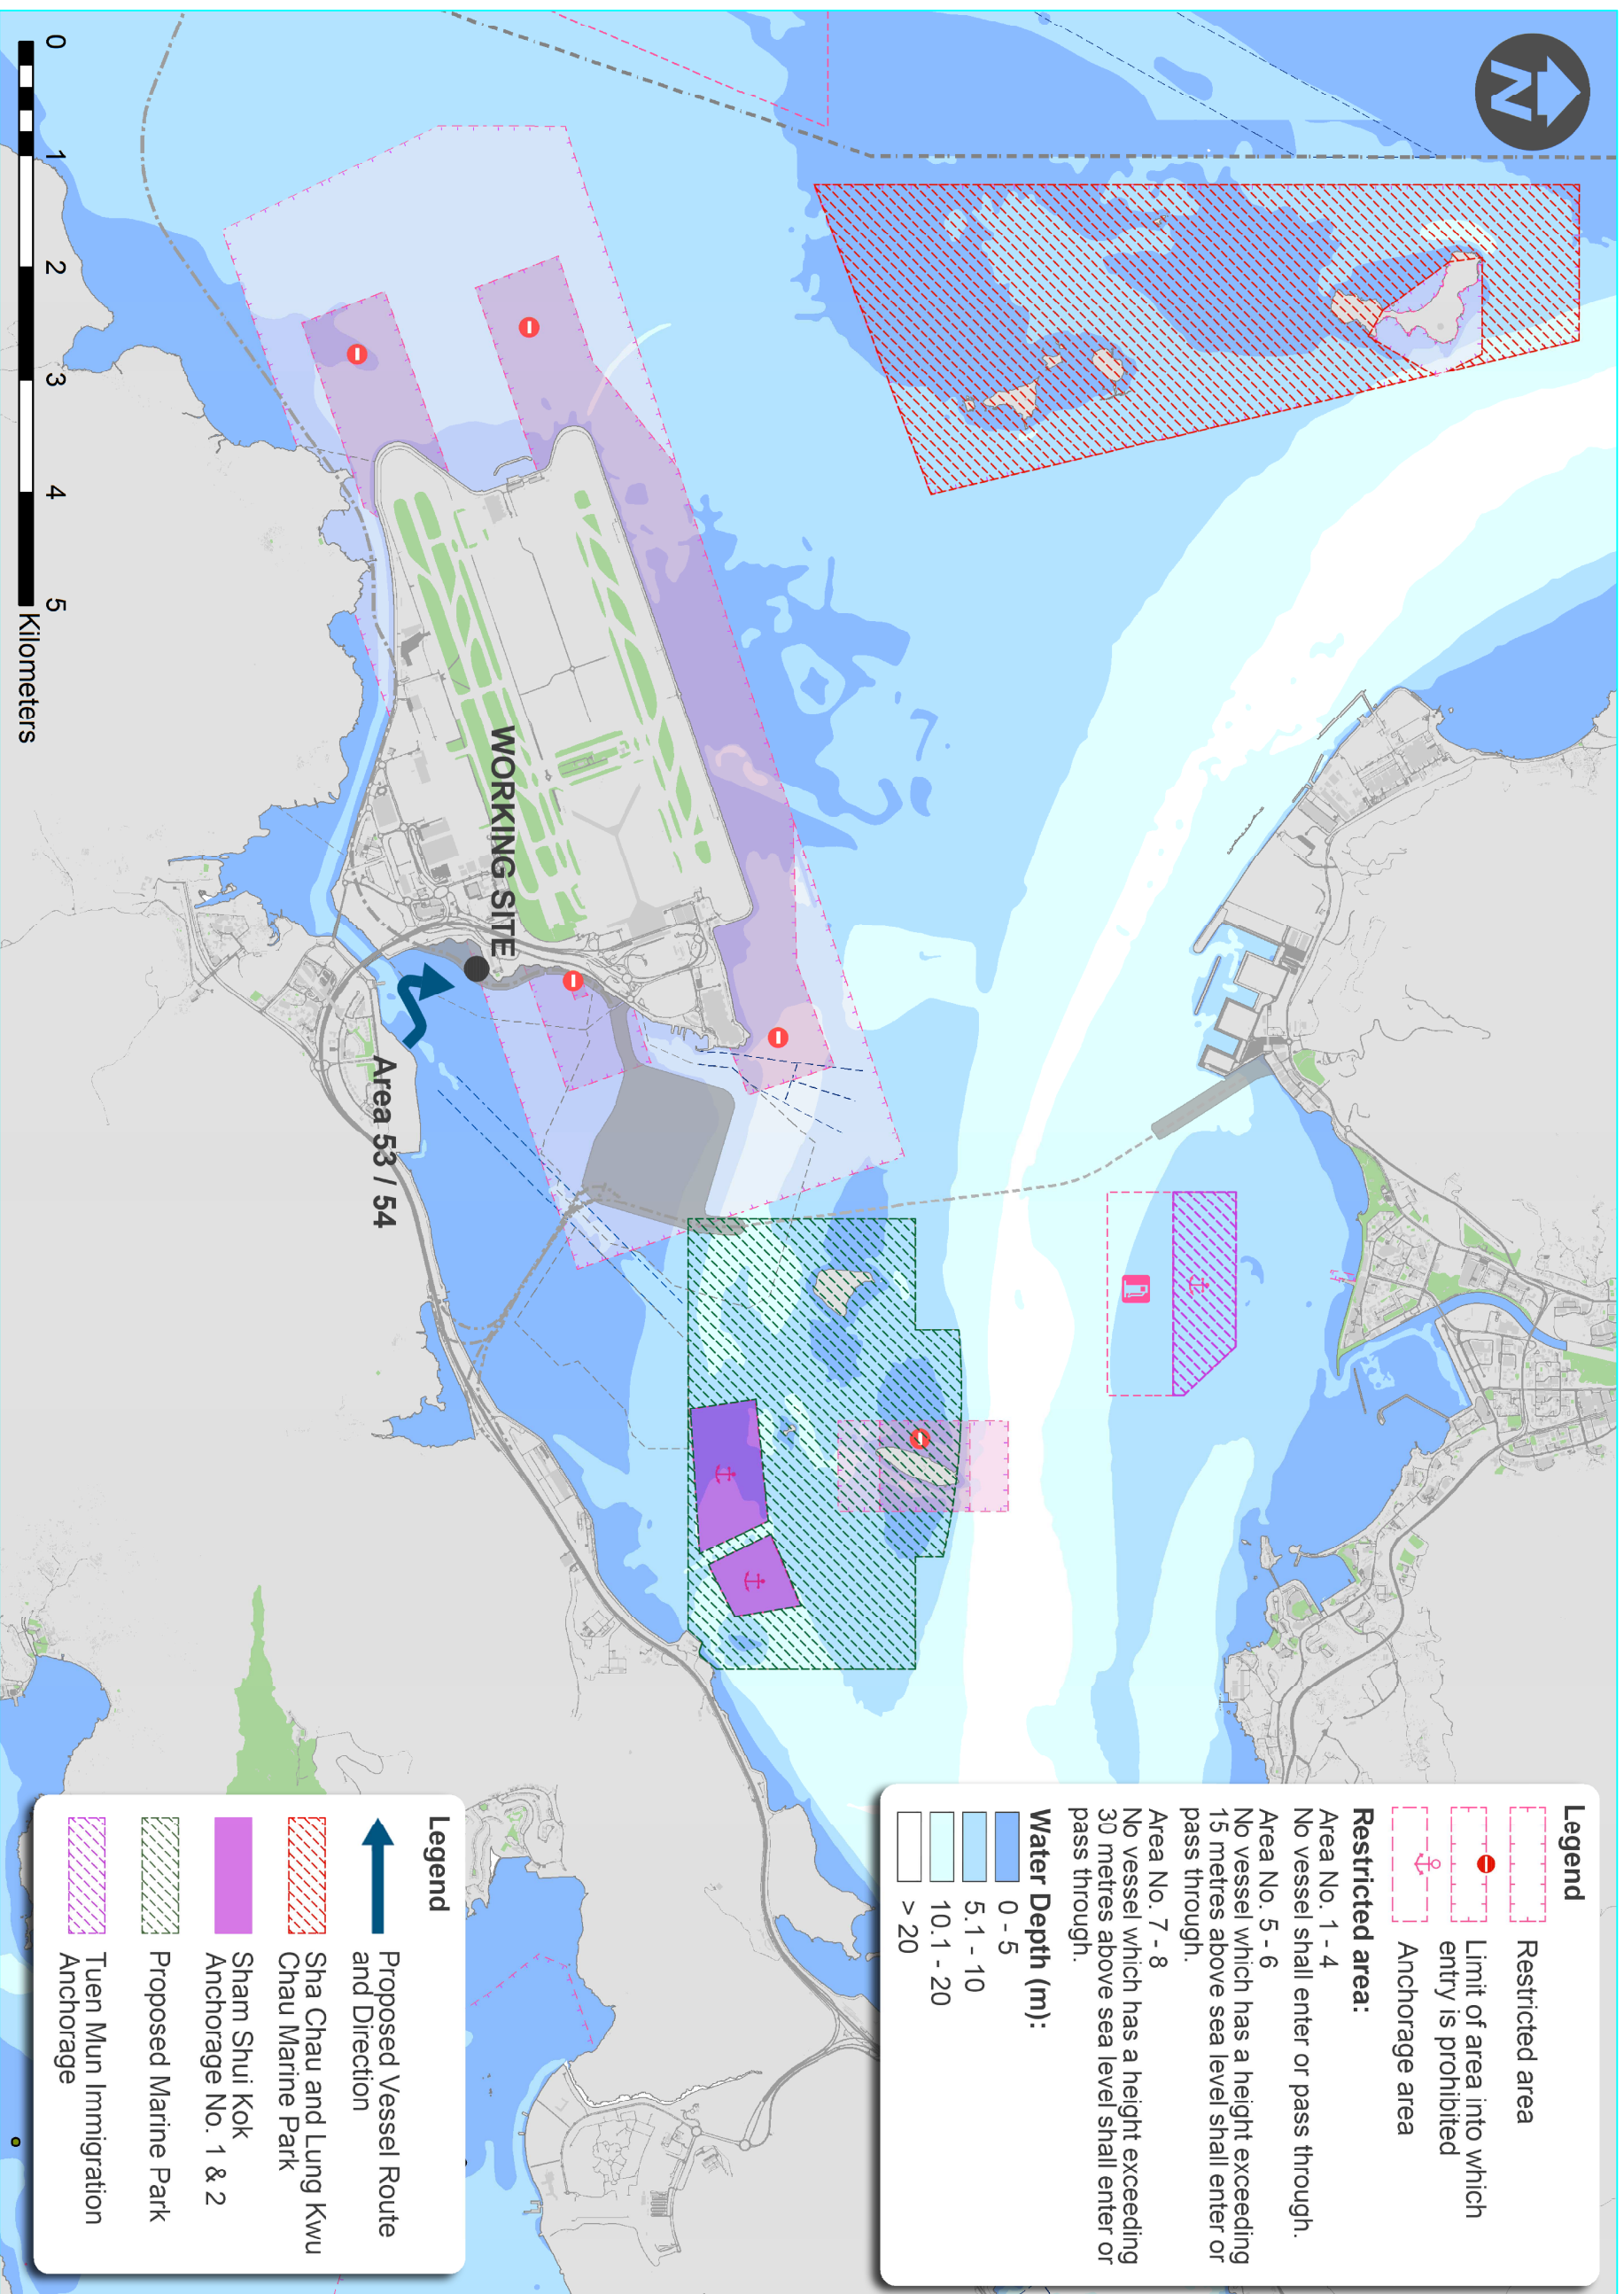 N
WORKING SITE
Area 53 / 54
0
1
2
3
4
5
Kilometers
Legend
Restricted area
Limit of area into which
entry is prohibited
Anchorage area
Restricted area:
Area No. 1 - 4
No vessel shall enter or pass through.
Area No. 5 - 6
No vessel which has a height exceeding
15 metres above sea level shall enter or
pass through.
Area No. 7 - 8
No vessel which has a height exceeding
30 metres above sea level shall enter or
pass through.
Water Depth (m):
0 - 5
5.1 - 10
10.1 - 20
> 20
Legend
Proposed Vessel Route
and Direction
Sha Chau and Lung Kwu
Chau Marine Park
Sham Shui Kok
Anchorage No. 1 & 2
Proposed Marine Park
Tuen Mun Immigration
Anchorage